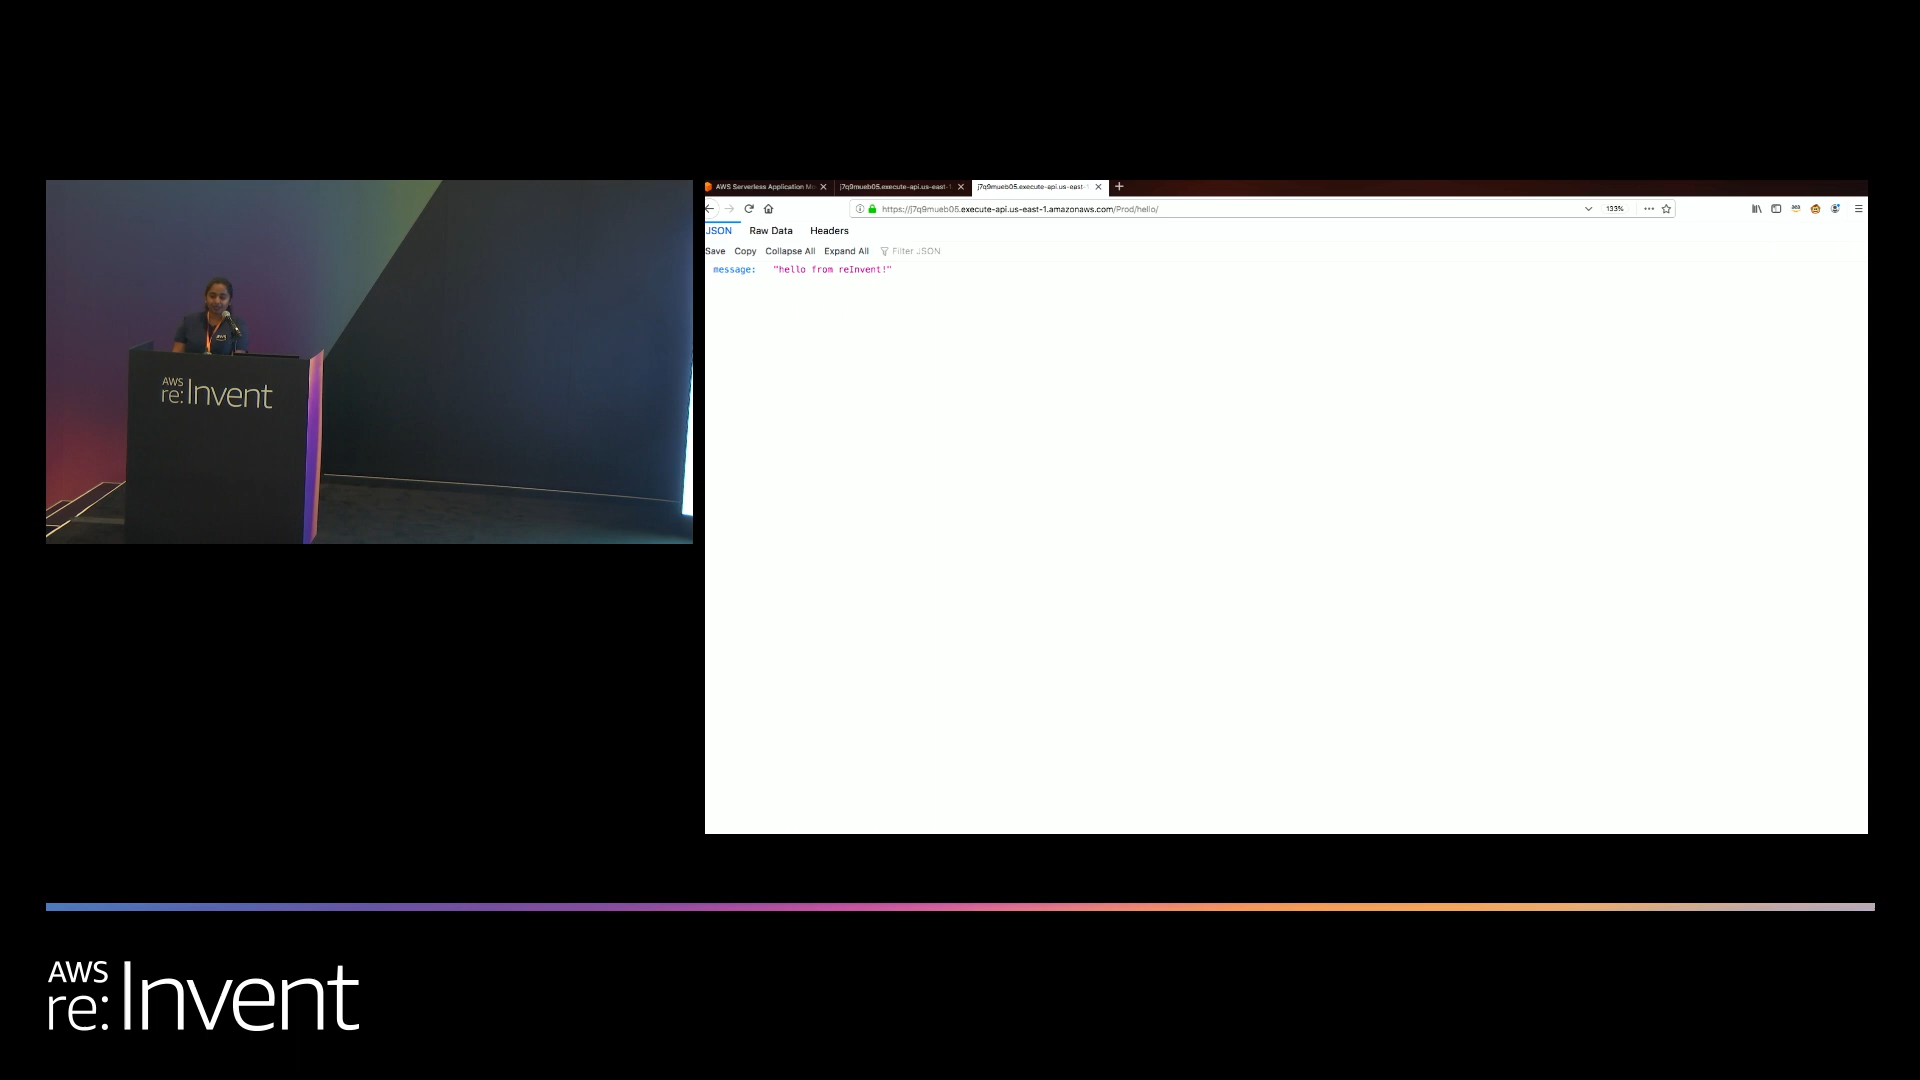 AWS
re:Invent
AWS Serverless Application Mo
j7q9mueb05.execute-api.us-east-1
j7q9mueb05.execute-api.us-east-1
https://j7q9mueb05.execute-api.us-east-1.amazonaws.com/Prod/hello/
133%
JSON Raw Data Headers
Save Copy Collapse All Expand All Filter JSON
message: "hello from reInvent!"
AWS
re:Invent